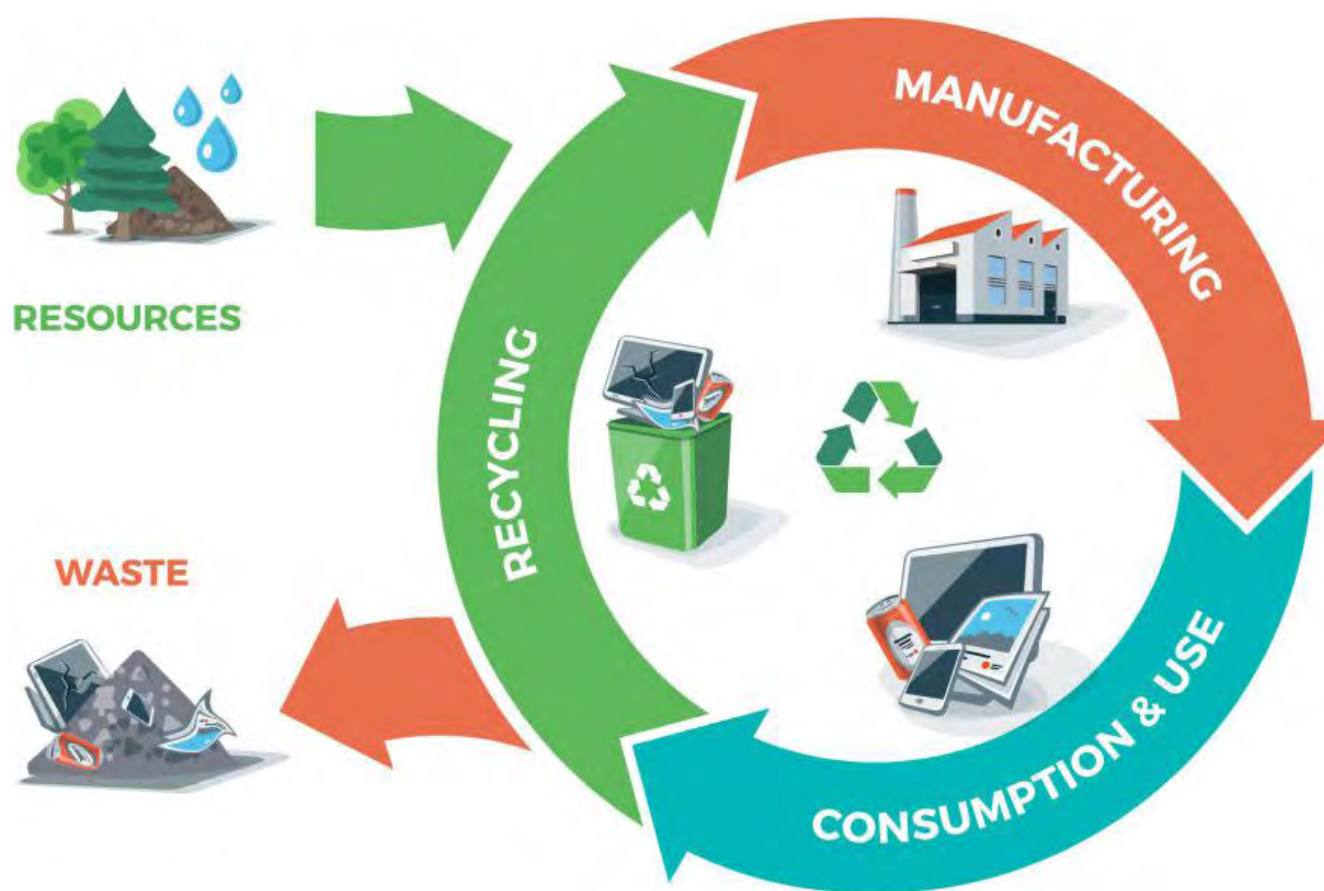 MANUFACTURING
RESOURCES
RECYCLING
WASTE
CONSUMPTION & USE